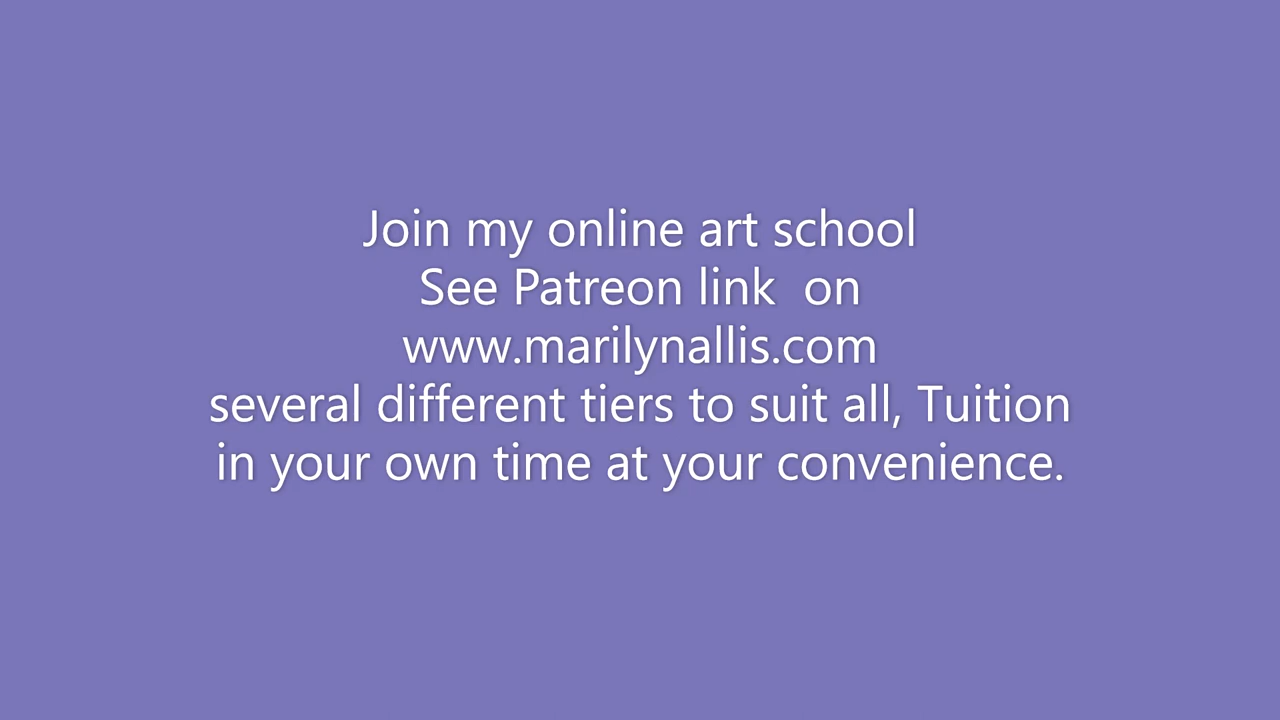 Join my online art school
See Patreon link  on
www.marilynallis.com
several different tiers to suit all, Tuition
in your own time at your convenience.